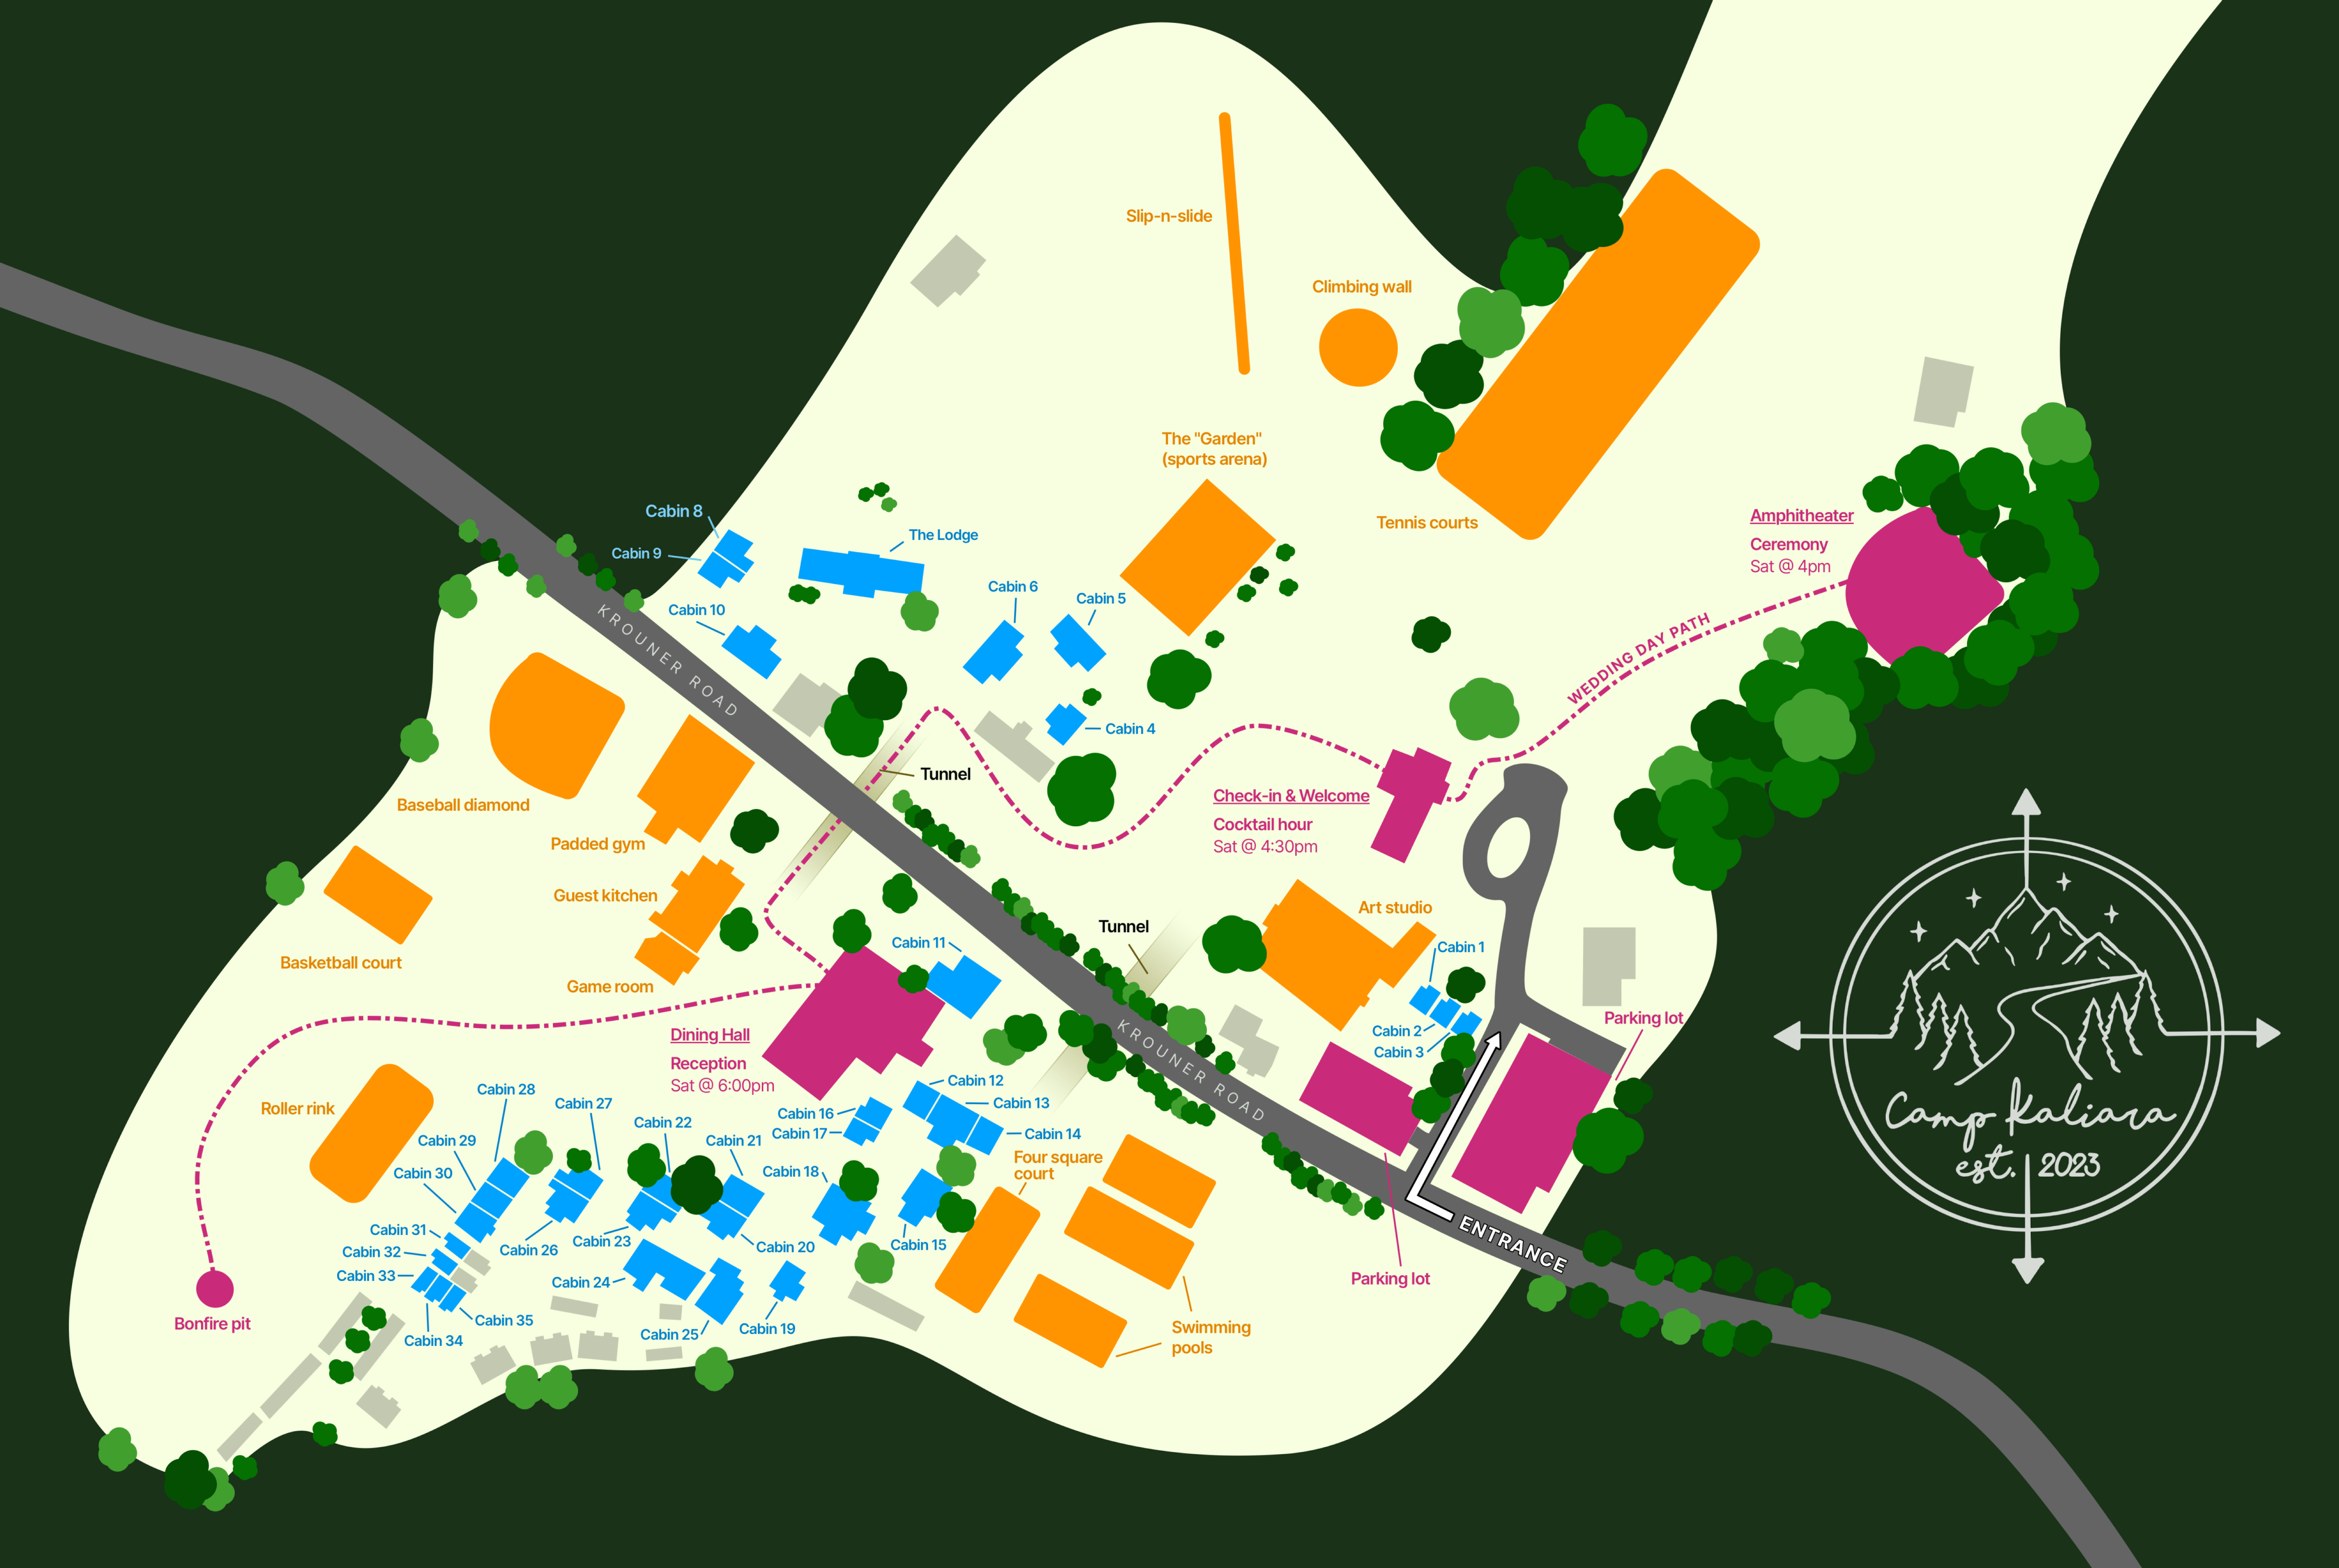 Slip-n-slide
Climbing wall
The "Garden"
(sports arena)
Tennis courts
Cabin 8
Cabin 9
The Lodge
Cabin 10
Cabin 6
Cabin 5
Cabin 4
Amphitheater
Ceremony
Sat @ 4pm
WEDDING DAY PATH
KROUNER ROAD
Tunnel
Check-in & Welcome
Cocktail hour
Sat @ 4:30pm
Baseball diamond
Padded gym
Guest kitchen
Game room
Basketball court
Tunnel
Art studio
Cabin 1
Cabin 2
Cabin 3
Parking lot
Cabin 11
Dining Hall
Reception
Sat @ 6:00pm
KROUNER ROAD
Cabin 12
Cabin 13
Cabin 14
Cabin 16
Cabin 17
Roller rink
Cabin 28
Cabin 27
Cabin 22
Cabin 21
Cabin 29
Cabin 30
Cabin 18
Four square
court
Cabin 31
Cabin 32
Cabin 33
Cabin 26
Cabin 23
Cabin 20
Cabin 15
Cabin 24
Cabin 35
Cabin 34
Cabin 25
Cabin 19
Bonfire pit
Swimming
pools
Parking lot
ENTRANCE
Camp Kaliara
est. 2023